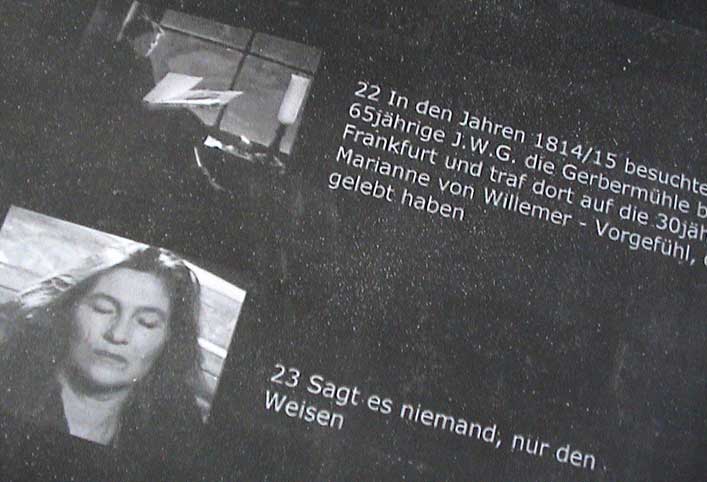 22 In den Jahren 1814/15 besuchte
65jährige J.W.G. die Gerbermühle b
Frankfurt und traf dort auf die 30jäh
Marianne von Willemer - Vorgefühl,
gelebt haben
23 Sagt es niemand, nur den
Weisen